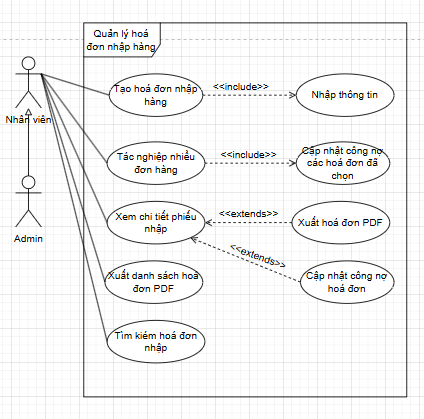 Quản lý hoá
đơn nhập hàng
Tạo hoá đơn nhập
hàng
<<include>>
Nhập thông tin
Nhân viên
Tác nghiệp nhiều
đơn hàng
<<include>>
Cập nhật công nợ
các hoá đơn đã
chọn
Admin
Xem chi tiết phiếu
nhập
<<extends>>
Xuất hoá đơn PDF
<<extends>>
Xuất danh sách hoá
đơn PDF
Cập nhật công nợ
hoá đơn
Tìm kiếm hoá đơn
nhập